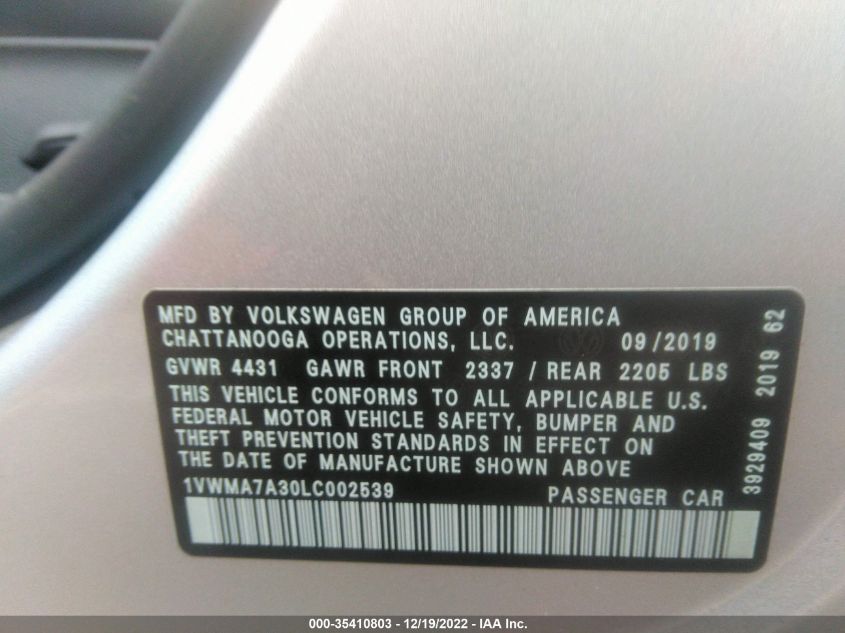 MFD BY VOLKSWAGEN GROUP OF AMERICA
CHATTANOOGA OPERATIONS, LLC. 09/2019
GVWR 4431 GAWR FRONT 2337 / REAR 2205 LBS
THIS VEHICLE CONFORMS TO ALL APPLICABLE U.S.
FEDERAL MOTOR VEHICLE SAFETY, BUMPER AND
THEFT PREVENTION STANDARDS IN EFFECT ON
THE DATE OF MANUFACTURE SHOWN ABOVE
1VWMA7A30LC002539 PASSENGER CAR
3929409 2019 62
000-35410803 - 12/19/2022 - IAA Inc.